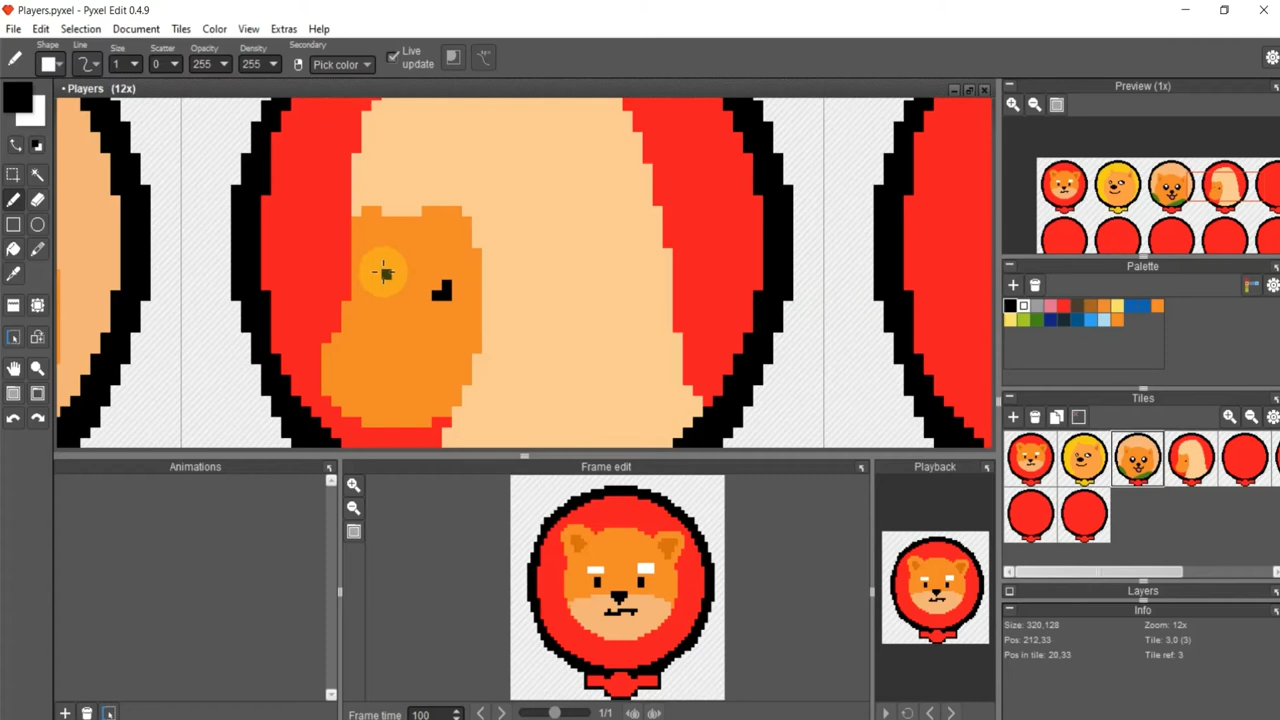 Players.pyxel - Pyxel Edit 0.4.9
File Edit Selection Document Tiles Color View Extras Help
Shape Line Size Scatter Opacity Density Secondary
1 0 255 255 Pick color Live update
• Players (12x)
Preview (1x)
Palette
Tiles
Animations
Frame edit
Playback
Layers
Info
Size: 320,128 Zoom: 12x
Pos: 212,33 Tile: 3,0 (3)
Pos in tile: 20,33 Tile ref: 3
Frame time 100 1/1